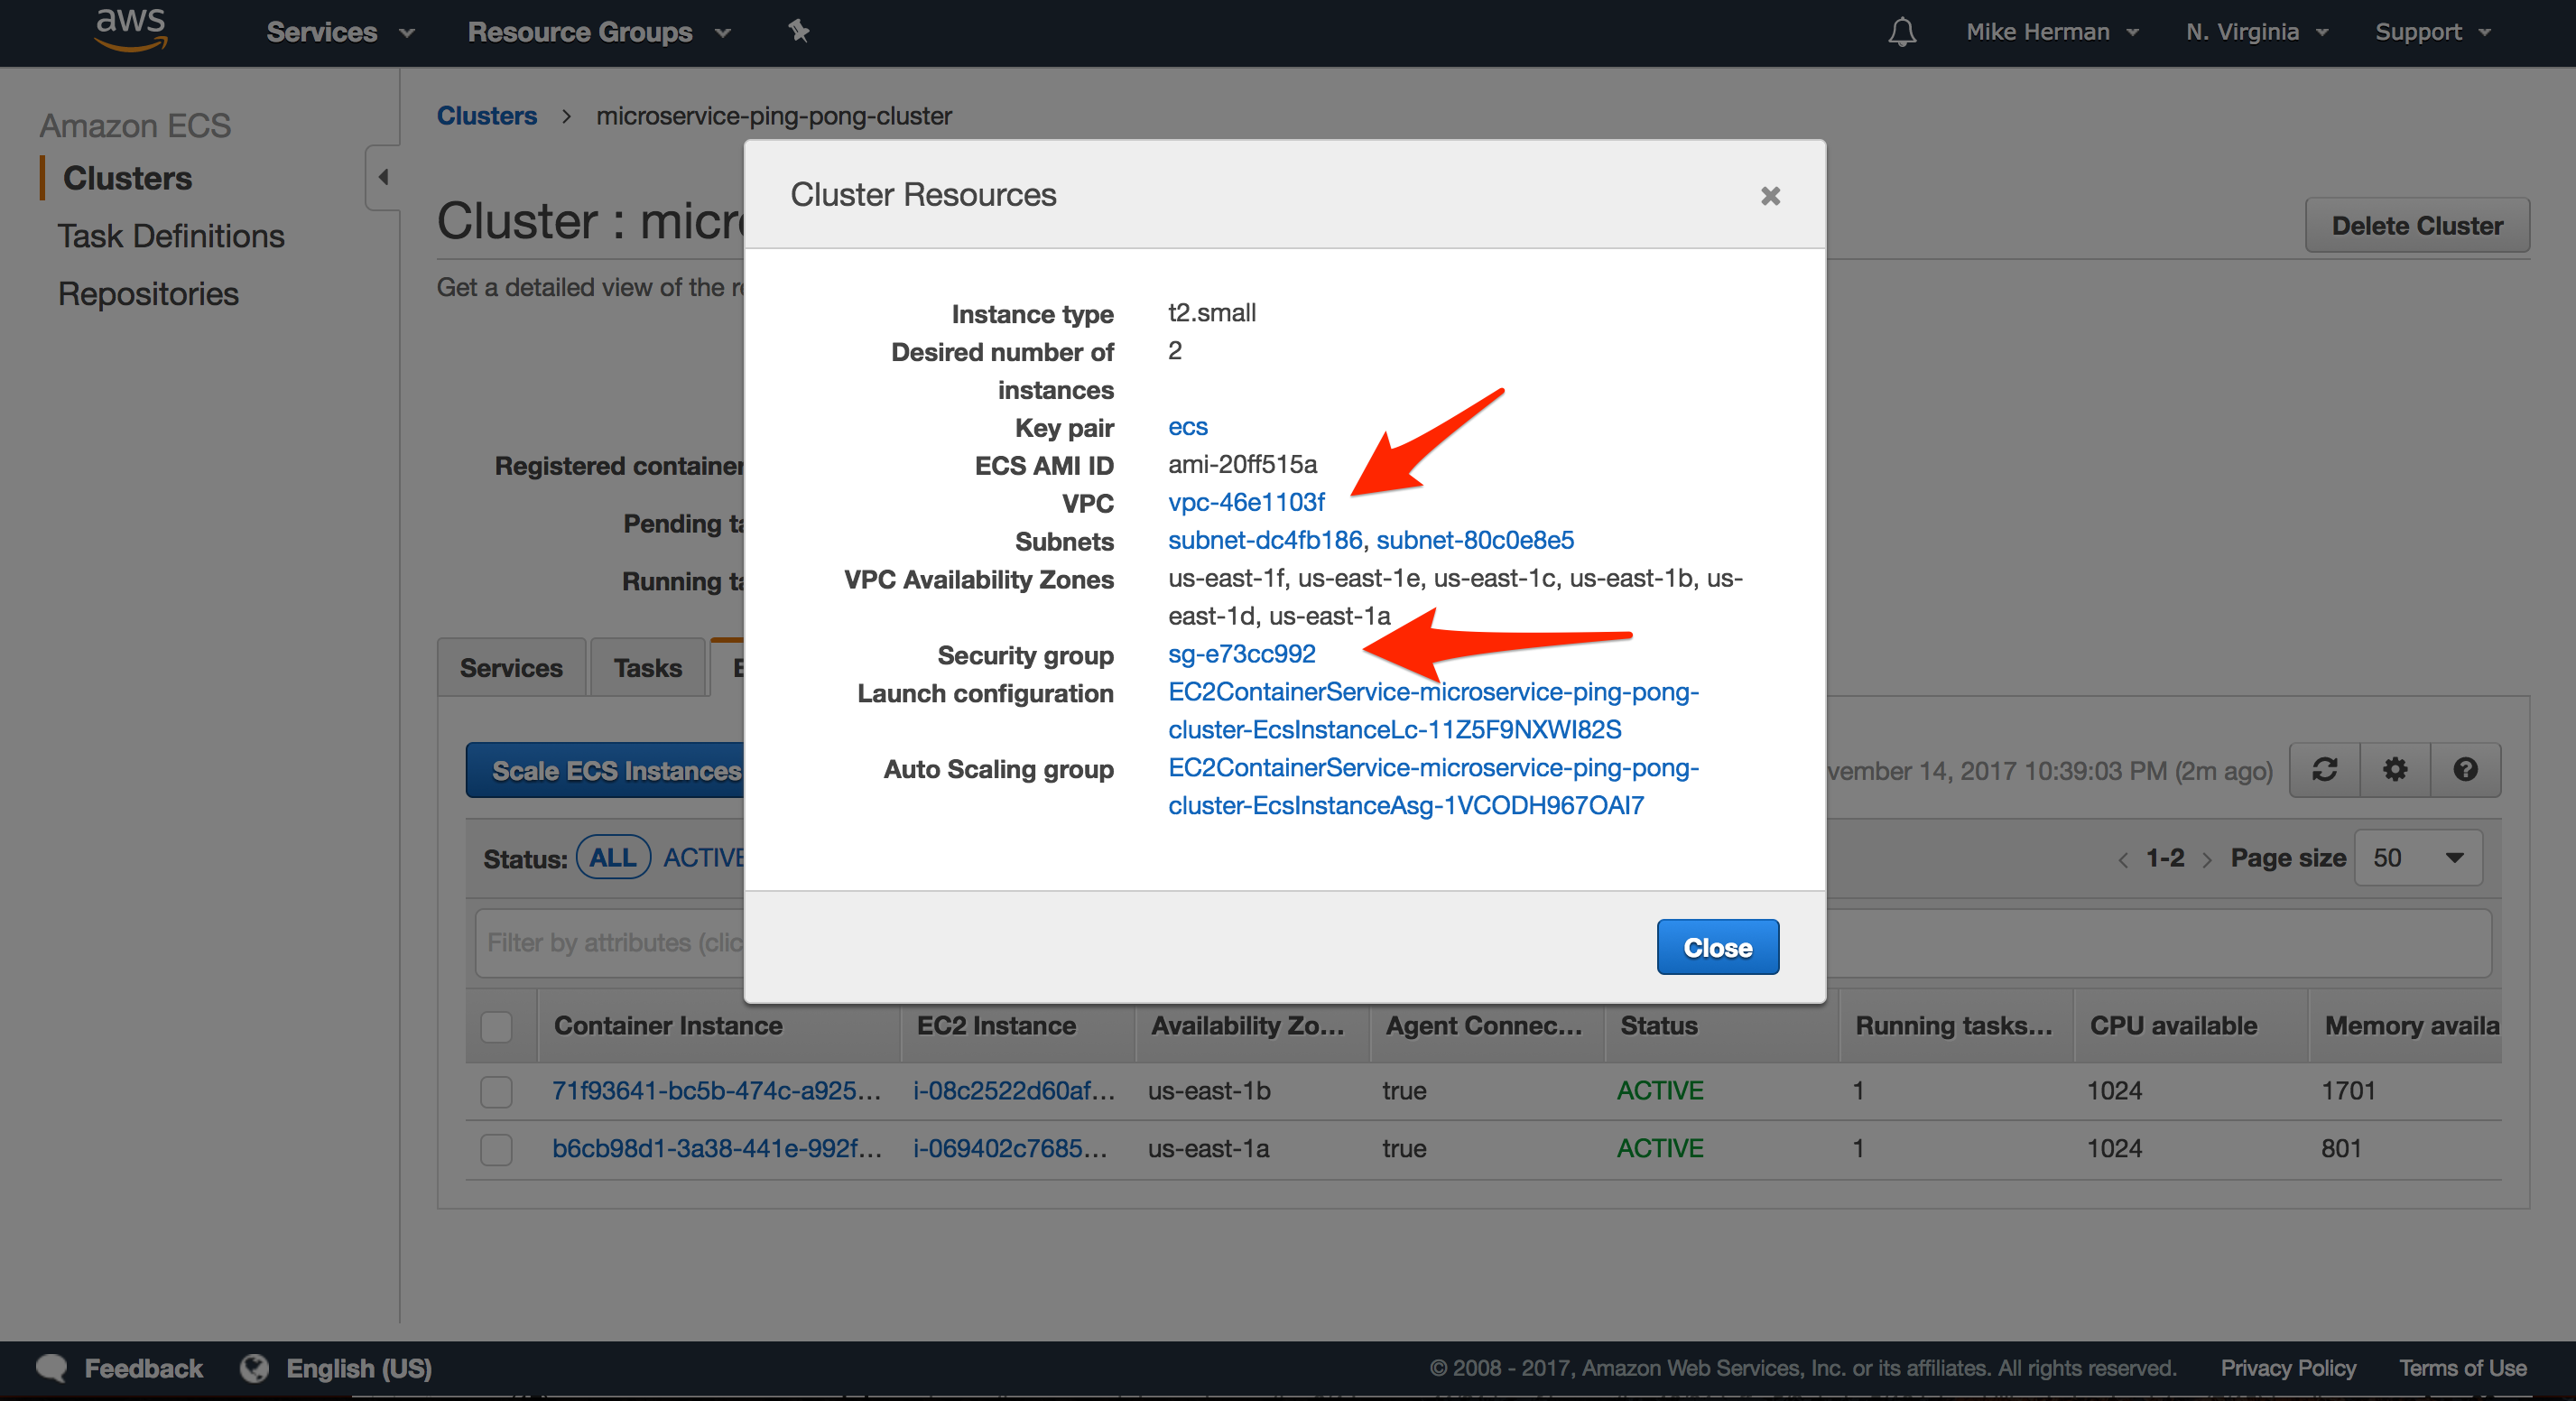 aws Services Resource Groups Mike Herman N. Virginia Support
Amazon ECS
Clusters
Task Definitions
Repositories
Clusters > microservice-ping-pong-cluster
Cluster : micro
Get a detailed view of the
Delete Cluster
Registered container
Pending
Running
Cluster Resources
Instance type t2.small
Desired number of 2
instances
Key pair ecs
ECS AMI ID ami-20ff515a
VPC vpc-46e1103f
Subnets subnet-dc4fb186, subnet-80c0e8e5
VPC Availability Zones us-east-1f, us-east-1e, us-east-1c, us-east-1b, us-
east-1d, us-east-1a
Security group sg-e73cc992
Launch configuration EC2ContainerService-microservice-ping-pong-
cluster-EcsInstanceLc-11Z5F9NXWI82S
Auto Scaling group EC2ContainerService-microservice-ping-pong-
cluster-EcsInstanceAsg-1VCODH967OAI7
Close
Services Tasks E
Scale ECS Instances vember 14, 2017 10:39:03 PM (2m ago)
Status: ALL ACTIVE < 1-2 > Page size 50
Filter by attributes (clic
Container Instance EC2 Instance Availability Zo... Agent Connec... Status Running tasks... CPU available Memory availa
71f93641-bc5b-474c-a925... i-08c2522d60af... us-east-1b true ACTIVE 1 1024 1701
b6cb98d1-3a38-441e-992f... i-069402c7685... us-east-1a true ACTIVE 1 1024 801
Feedback English (US) © 2008 - 2017, Amazon Web Services, Inc. or its affiliates. All rights reserved. Privacy Policy Terms of Use